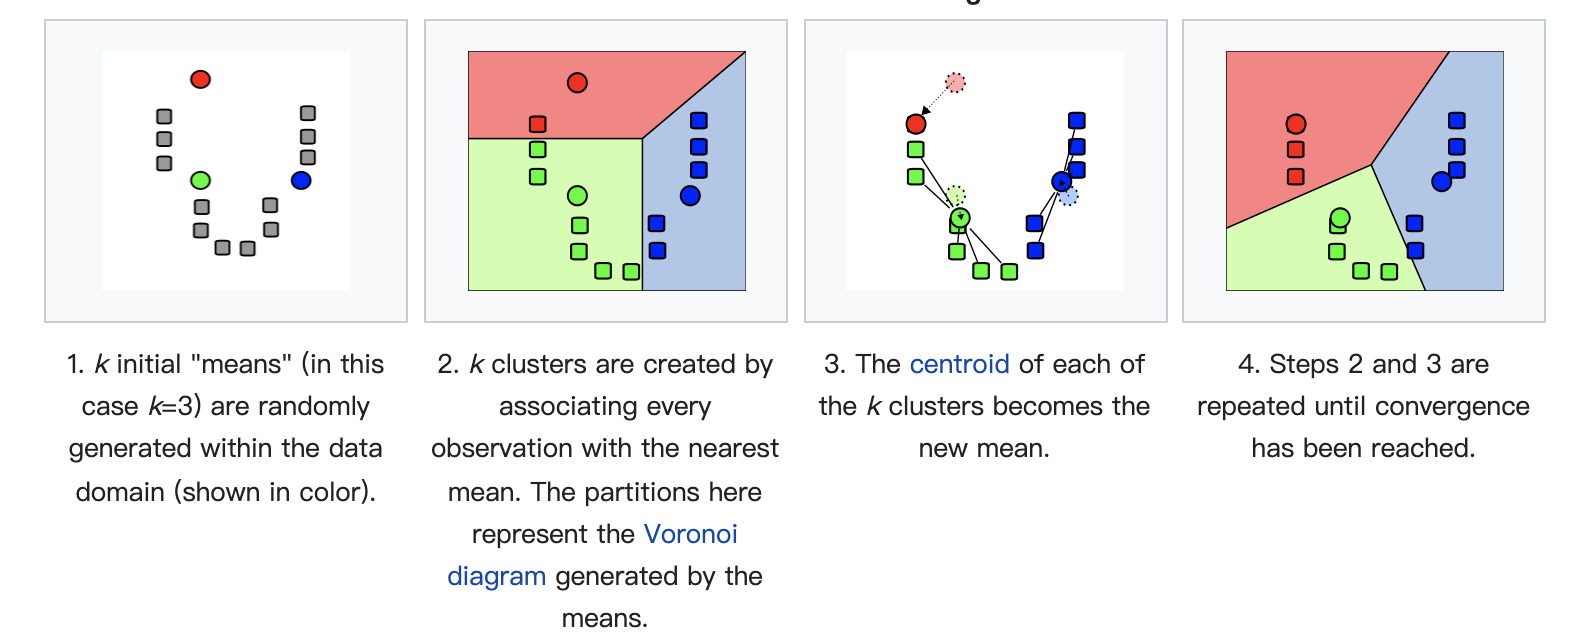 1. k initial "means" (in this
case k=3) are randomly
generated within the data
domain (shown in color).
2. k clusters are created by
associating every
observation with the nearest
mean. The partitions here
represent the Voronoi
diagram generated by the
means.
3. The centroid of each of
the k clusters becomes the
new mean.
4. Steps 2 and 3 are
repeated until convergence
has been reached.